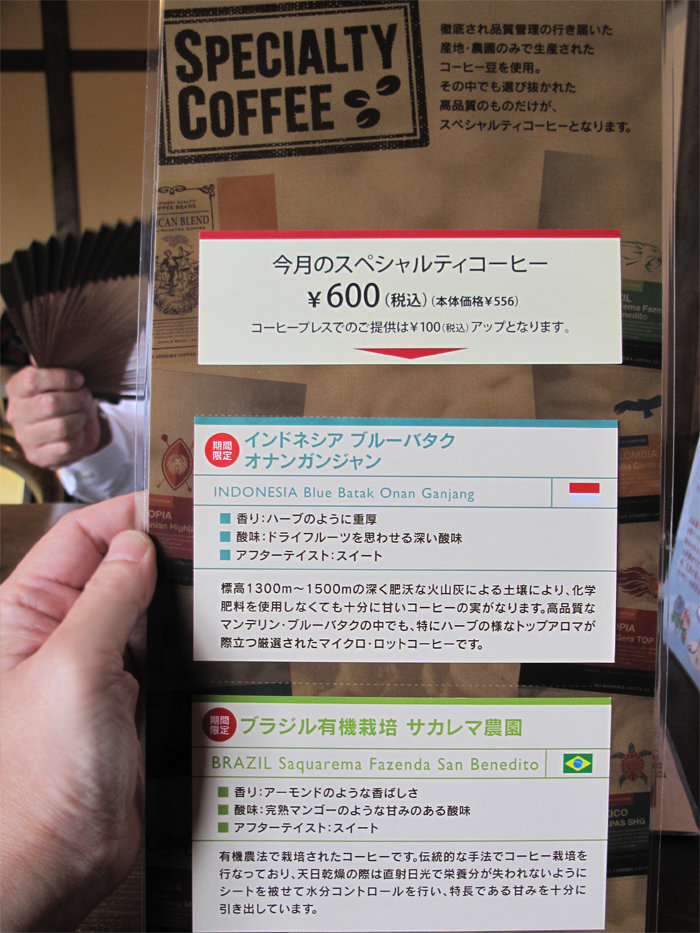 SPECIALTY
COFFEE
徹底され品質管理の行き届いた
産地・農園のみで生産された
コーヒー豆を使用。
その中でも選び抜かれた
高品質のものだけが、
スペシャルティコーヒーとなります。
FINEST QUALITY
COFFEE BEANS
CAN BLEND
今月のスペシャルティコーヒー
¥600(税込)(本体価格¥556)
コーヒープレスでのご提供は¥100(税込)アップとなります。
期間
限定
インドネシア ブルーバタク
オナンガンジャン
INDONESIA Blue Batak Onan Ganjang
■ 香り:ハーブのように重厚
■ 酸味:ドライフルーツを思わせる深い酸味
■ アフターテイスト:スイート
標高1300m〜1500mの深く肥沃な火山灰による土壌により、化学
肥料を使用しなくても十分に甘いコーヒーの実がなります。高品質な
マンデリン・ブルーバタクの中でも、特にハーブの様なトップアロマが
際立つ厳選されたマイクロ・ロットコーヒーです。
期間
限定
ブラジル有機栽培 サカレマ農園
BRAZIL Saquarema Fazenda San Benedito
■ 香り:アーモンドのような香ばしさ
■ 酸味:完熟マンゴーのような甘みのある酸味
■ アフターテイスト:スイート
有機農法で栽培されたコーヒーです。伝統的な手法でコーヒー栽培を
行なっており、天日乾燥の際は直射日光で栄養分が失われないように
シートを被せて水分コントロールを行い、特長である甘みを十分に
引き出しています。
IL
rema Faze
Benedito
LOMBIA
Cerro
OPIA
nian Highl
OPIA
Gera TOP
XICO
PAS SHG